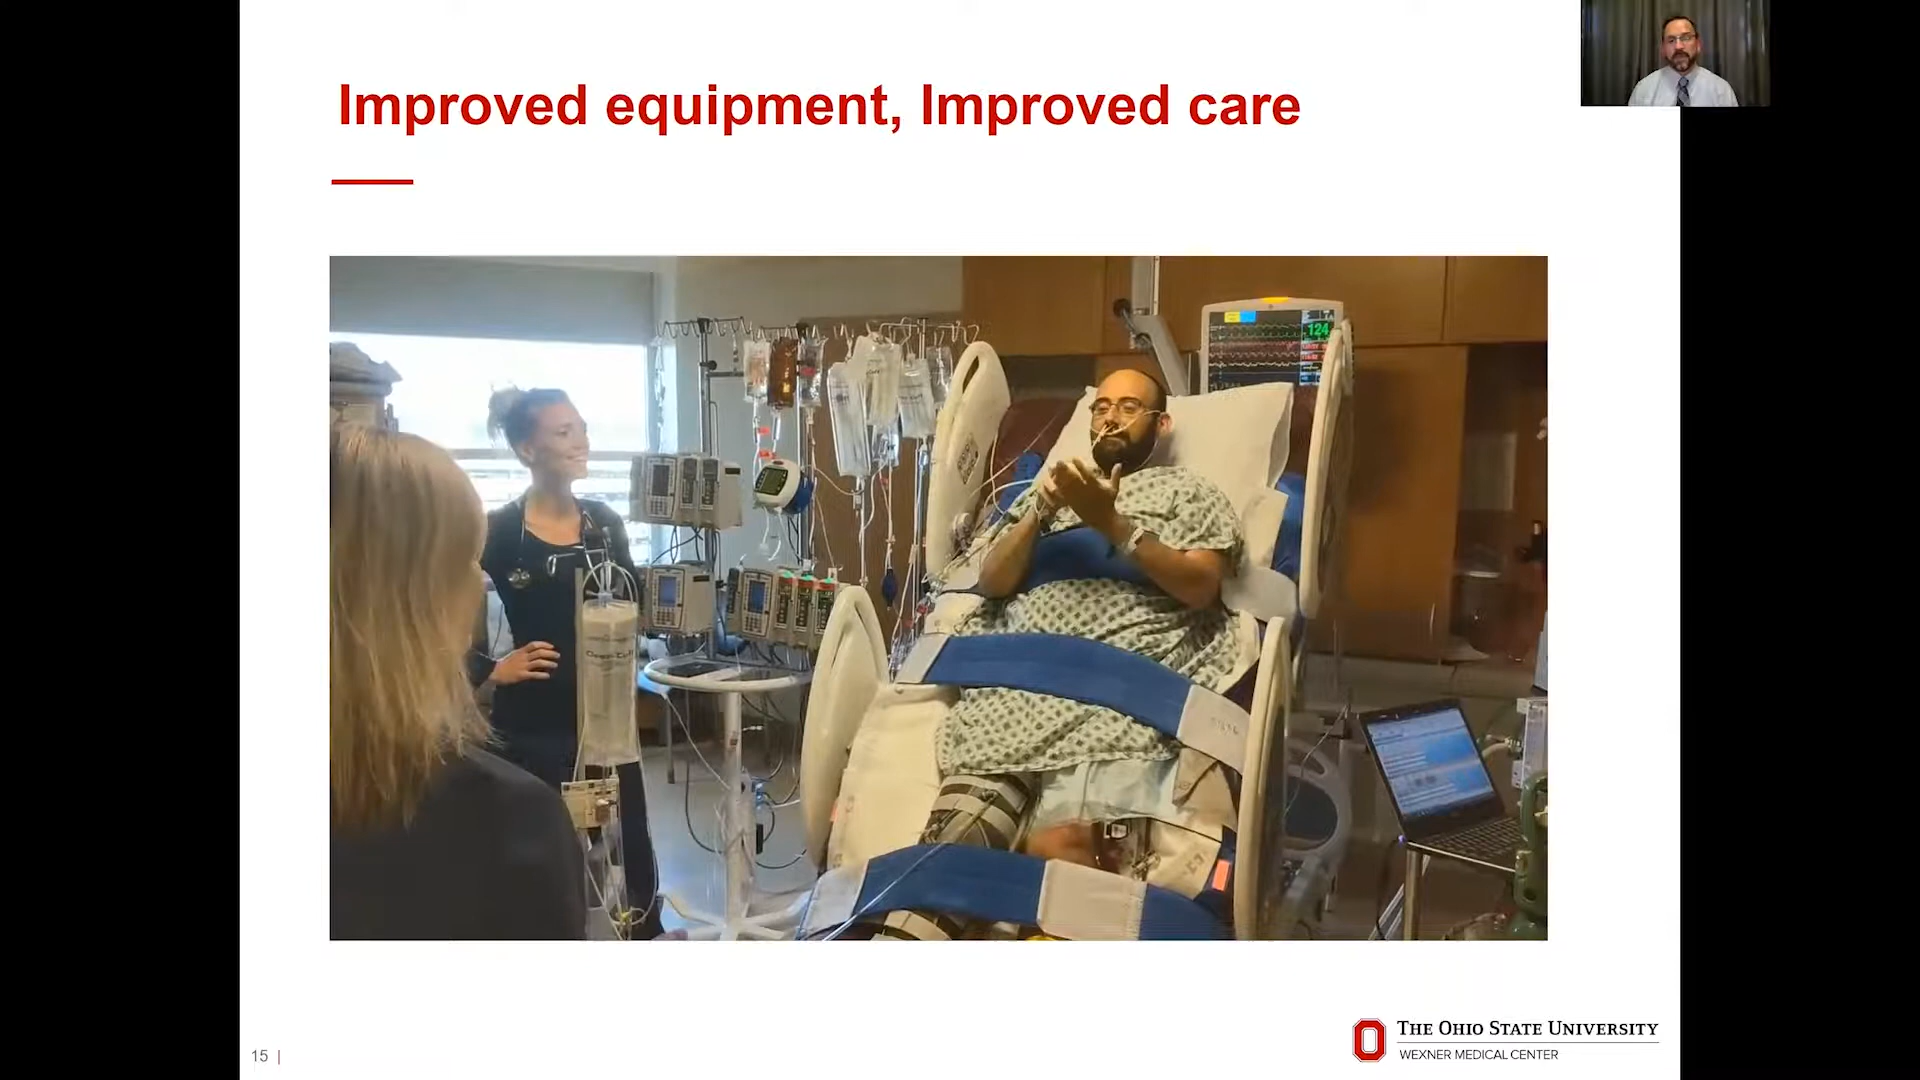 Improved equipment, Improved care
124
15 |
THE OHIO STATE UNIVERSITY
WEXNER MEDICAL CENTER